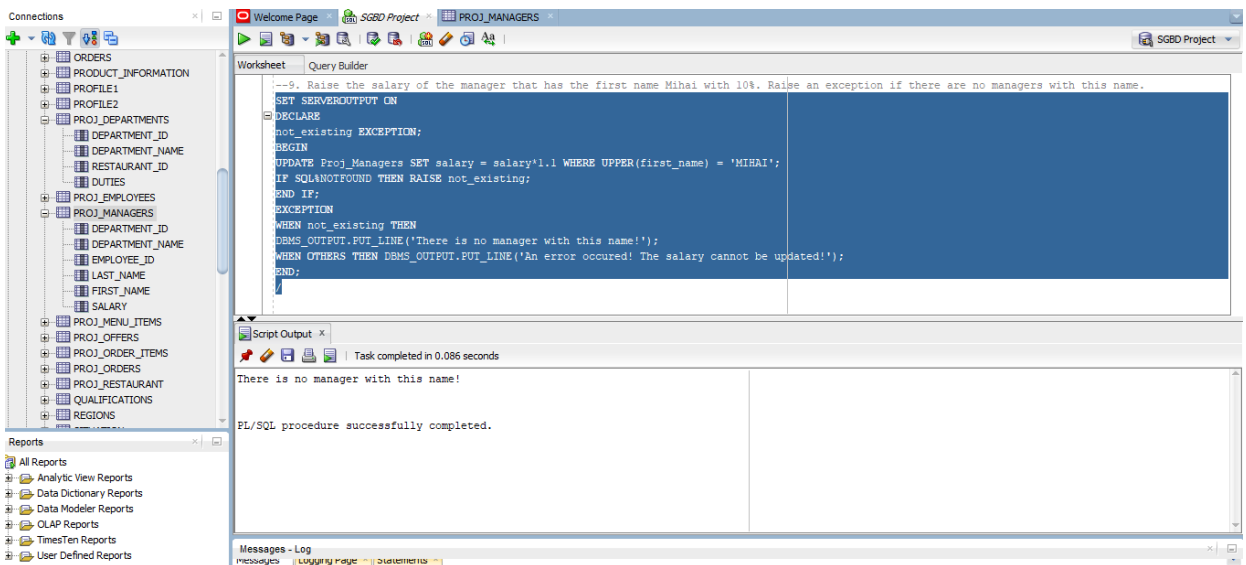 Connections
ORDERS
PRODUCT_INFORMATION
PROFILE1
PROFILE2
PROJ_DEPARTMENTS
DEPARTMENT_ID
DEPARTMENT_NAME
RESTAURANT_ID
DUTIES
PROJ_EMPLOYEES
PROJ_MANAGERS
DEPARTMENT_ID
DEPARTMENT_NAME
EMPLOYEE_ID
LAST_NAME
FIRST_NAME
SALARY
PROJ_MENU_ITEMS
PROJ_OFFERS
PROJ_ORDER_ITEMS
PROJ_ORDERS
PROJ_RESTAURANT
QUALIFICATIONS
REGIONS
Reports
All Reports
Analytic View Reports
Data Dictionary Reports
Data Modeler Reports
OLAP Reports
TimesTen Reports
User Defined Reports
Welcome Page SGBD Project PROJ_MANAGERS
SGBD Project
Worksheet Query Builder
--9. Raise the salary of the manager that has the first name Mihai with 10%. Raise an exception if there are no managers with this name.
SET SERVEROUTPUT ON
DECLARE
not_existing EXCEPTION;
BEGIN
UPDATE Proj_Managers SET salary = salary*1.1 WHERE UPPER(first_name) = 'MIHAI';
IF SQL%NOTFOUND THEN RAISE not_existing;
END IF;
EXCEPTION
WHEN not_existing THEN
DBMS_OUTPUT.PUT_LINE('There is no manager with this name!');
WHEN OTHERS THEN DBMS_OUTPUT.PUT_LINE('An error occured! The salary cannot be updated!');
END;
/
Script Output x
Task completed in 0.086 seconds
There is no manager with this name!
PL/SQL procedure successfully completed.
Messages - Log
Messages Logging Page Statements